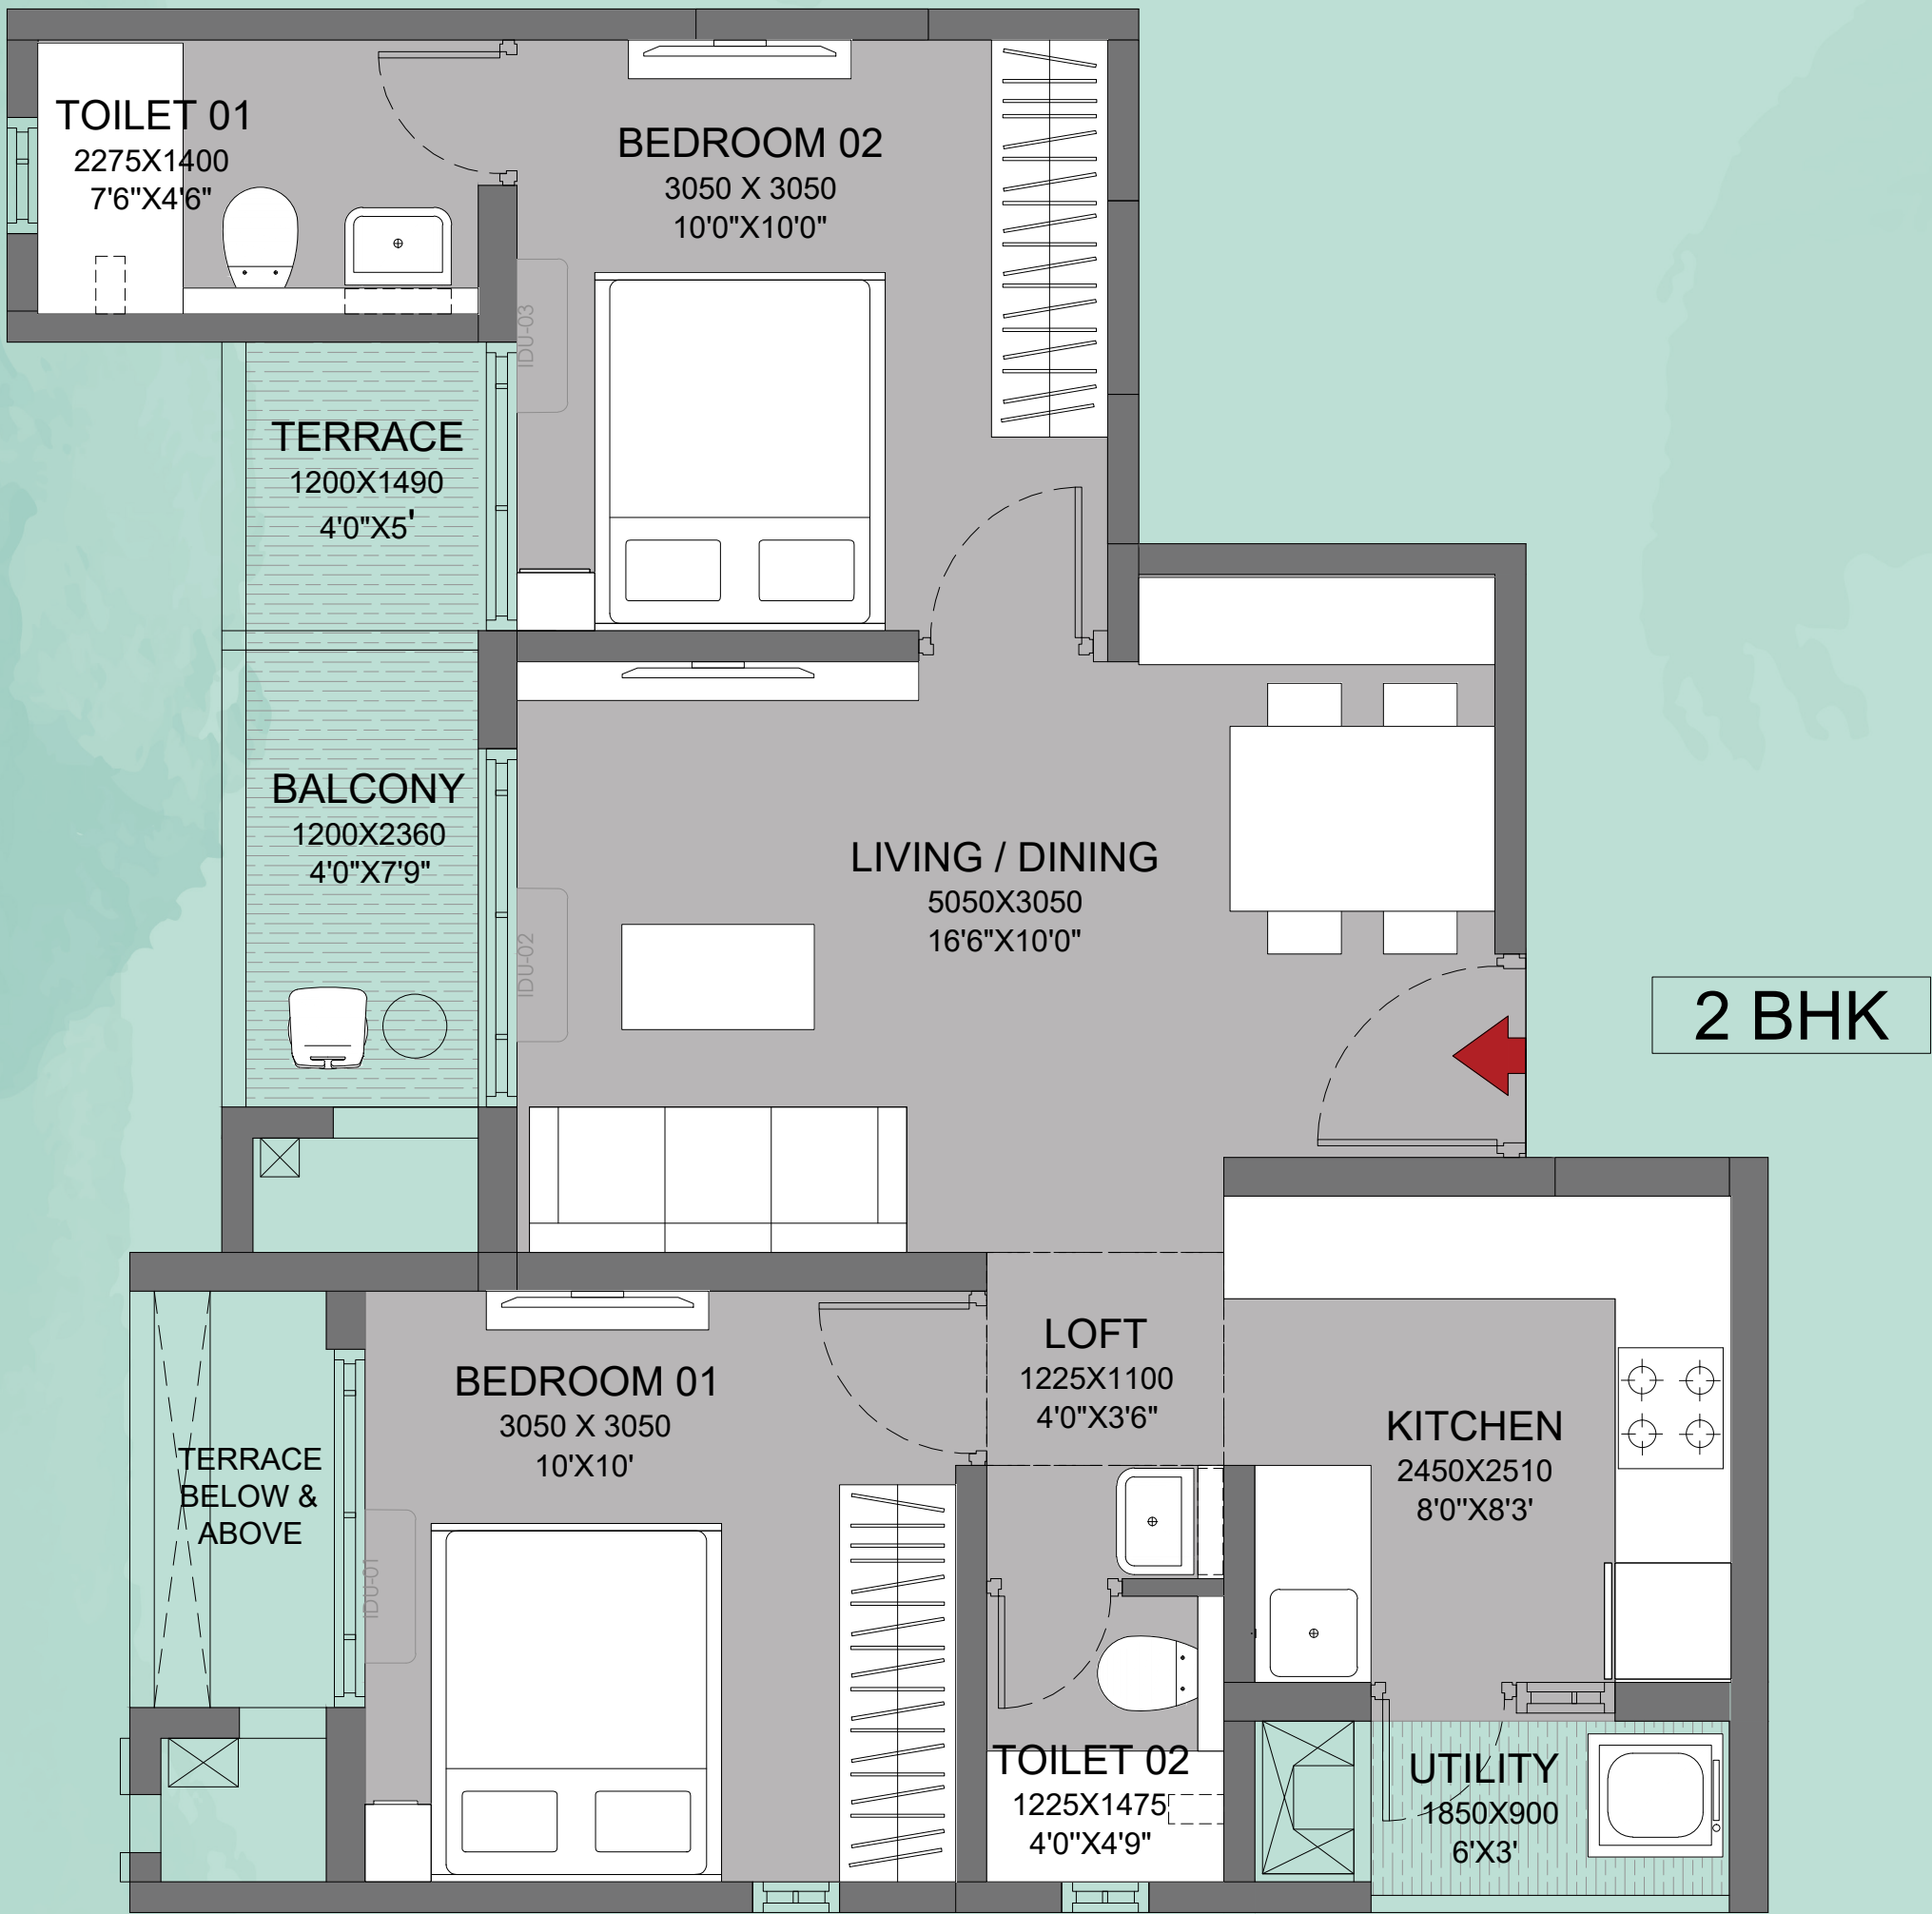 TOILET 01
2275X1400
7'6"X4'6"
BEDROOM 02
3050 X 3050
10'0"X10'0"
IDU-03
TERRACE
1200X1490
4'0"X5'
BALCONY
1200X2360
4'0"X7'9"
LIVING / DINING
5050X3050
16'6"X10'0"
IDU-02
2 BHK
BEDROOM 01
3050 X 3050
10'X10'
LOFT
1225X1100
4'0"X3'6"
KITCHEN
2450X2510
8'0"X8'3'
TERRACE
BELOW &
ABOVE
IDU-01
TOILET 02
1225X1475
4'0"X4'9"
UTILITY
1850X900
6'X3'